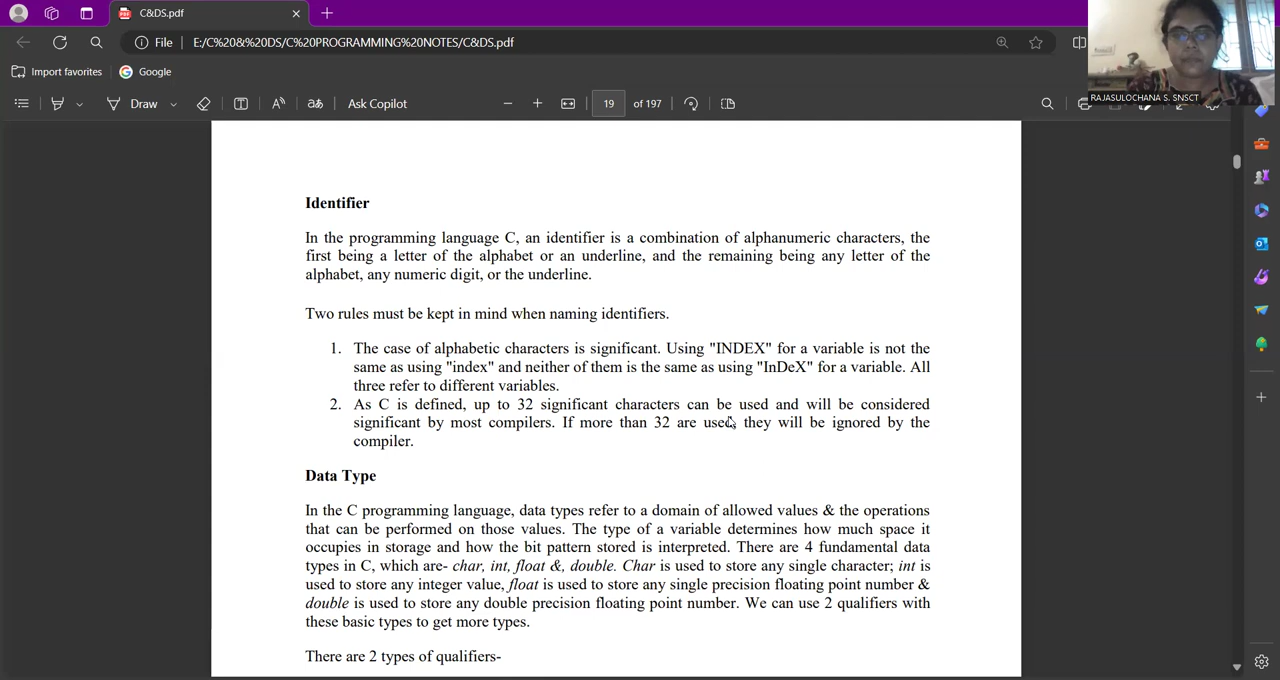 C&DS.pdf
File
E:/C%20&%20DS/C%20PROGRAMMING%20NOTES/C&DS.pdf
Import favorites
Google
Draw
Ask Copilot
19
of 197
RAJASULOCHANA S. SNSCT
Identifier
In the programming language C, an identifier is a combination of alphanumeric characters, the
first being a letter of the alphabet or an underline, and the remaining being any letter of the
alphabet, any numeric digit, or the underline.
Two rules must be kept in mind when naming identifiers.
1. The case of alphabetic characters is significant. Using "INDEX" for a variable is not the
same as using "index" and neither of them is the same as using "InDeX" for a variable. All
three refer to different variables.
2. As C is defined, up to 32 significant characters can be used and will be considered
significant by most compilers. If more than 32 are used, they will be ignored by the
compiler.
Data Type
In the C programming language, data types refer to a domain of allowed values & the operations
that can be performed on those values. The type of a variable determines how much space it
occupies in storage and how the bit pattern stored is interpreted. There are 4 fundamental data
types in C, which are- char, int, float &, double. Char is used to store any single character; int is
used to store any integer value, float is used to store any single precision floating point number &
double is used to store any double precision floating point number. We can use 2 qualifiers with
these basic types to get more types.
There are 2 types of qualifiers-